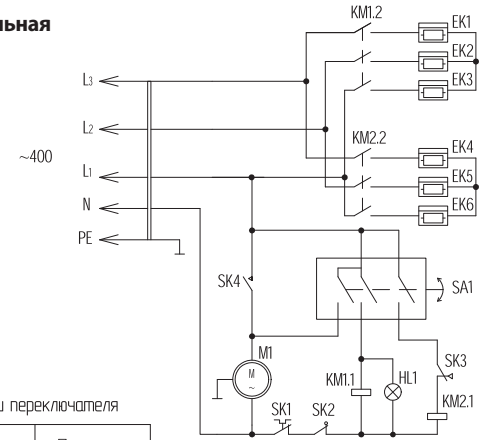 льная
KM1.2
EK1
EK2
EK3
L3
L2
KM2.2
~400
EK4
L1
EK5
N
EK6
PE
SK4
SA1
M1
M
~
SK3
KM1.1
HL1
и переключателя
SK1
SK2
KM2.1